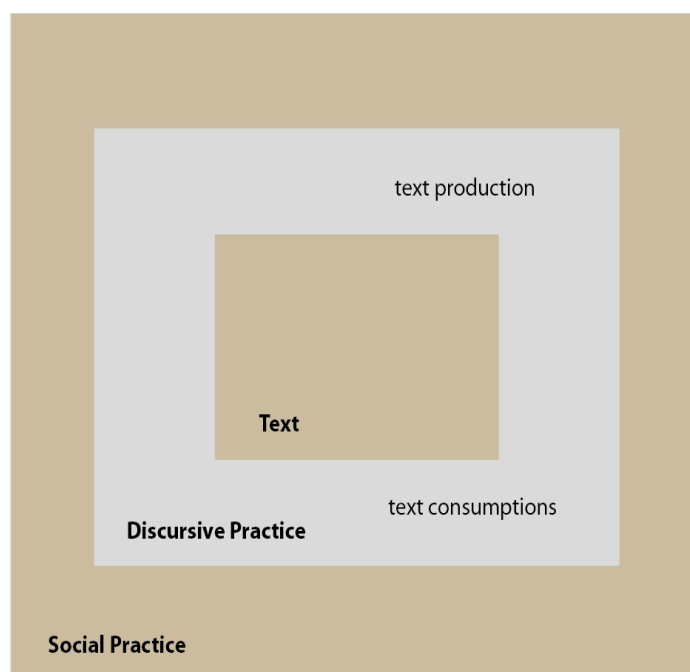 text production
Text
text consumptions
Discursive Practice
Social Practice